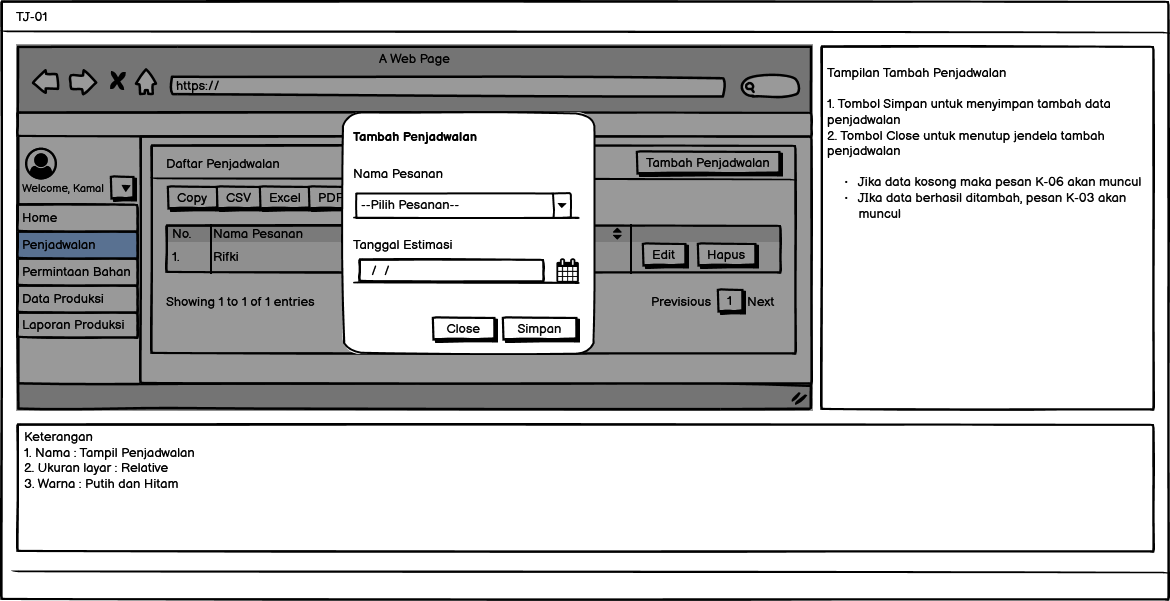 TJ-01
A Web Page
https://
Welcome, Kamal
Home
Penjadwalan
Permintaan Bahan
Data Produksi
Laporan Produksi
Daftar Penjadwalan
Tambah Penjadwalan
Copy CSV Excel PDF
No. Nama Pesanan
1. Rifki
Edit Hapus
Showing 1 to 1 of 1 entries
Previsious 1 Next
Tambah Penjadwalan
Nama Pesanan
--Pilih Pesanan--
Tanggal Estimasi
/ /
Close Simpan
Tampilan Tambah Penjadwalan
1. Tombol Simpan untuk menyimpan tambah data
penjadwalan
2. Tombol Close untuk menutup jendela tambah
penjadwalan
· Jika data kosong maka pesan K-06 akan muncul
· JIka data berhasil ditambah, pesan K-03 akan
muncul
Keterangan
1. Nama : Tampil Penjadwalan
2. Ukuran layar : Relative
3. Warna : Putih dan Hitam